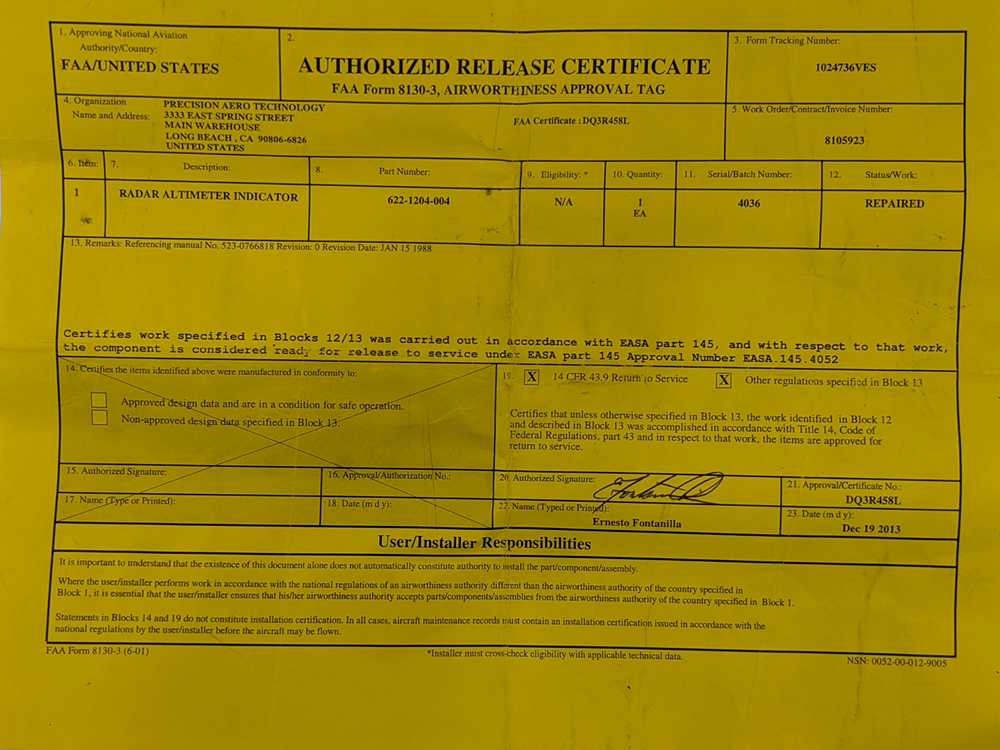 1. Approving National Aviation
Authority/Country:
FAA/UNITED STATES
2.
AUTHORIZED RELEASE CERTIFICATE
FAA Form 8130-3, AIRWORTHINESS APPROVAL TAG
3. Form Tracking Number:
1024736VES
4. Organization
Name and Address:
PRECISION AERO TECHNOLOGY
3333 EAST SPRING STREET
MAIN WAREHOUSE
LONG BEACH , CA 90806-6826
UNITED STATES
FAA Certificate : DQ3R458L
5. Work Order/Contract/Invoice Number:
8105923
6. Item:
7. Description:
8. Part Number:
9. Eligibility: *
10. Quantity:
11. Serial/Batch Number:
12. Status/Work:
1
RADAR ALTIMETER INDICATOR
622-1204-004
N/A
1
EA
4036
REPAIRED
13. Remarks: Referencing manual No. 523-0766818 Revision: 0 Revision Date: JAN 15 1988
Certifies work specified in Blocks 12/13 was carried out in accordance with EASA part 145, and with respect to that work,
the component is considered ready for release to service under EASA part 145 Approval Number EASA.145.4052
14. Certifies the items identified above were manufactured in conformity to:
Approved design data and are in a condition for safe operation.
Non-approved design data specified in Block 13.
19. X 14 CFR 43.9 Return to Service X Other regulations specified in Block 13
Certifies that unless otherwise specified in Block 13, the work identified in Block 12
and described in Block 13 was accomplished in accordance with Title 14, Code of
Federal Regulations, part 43 and in respect to that work, the items are approved for
return to service.
15. Authorized Signature:
16. Approval/Authorization No.:
20. Authorized Signature:
21. Approval/Certificate No.:
DQ3R458L
17. Name (Type or Printed):
18. Date (m d y):
22. Name (Typed or Printed):
Ernesto Fontanilla
23. Date (m d y):
Dec 19 2013
User/Installer Responsibilities
It is important to understand that the existence of this document alone does not automatically constitute authority to install the part/component/assembly.
Where the user/installer performs work in accordance with the national regulations of an airworthiness authority different than the airworthiness authority of the country specified in
Block 1, it is essential that the user/installer ensures that his/her airworthiness authority accepts parts/components/assemblies from the airworthiness authority of the country specified in Block 1.
Statements in Blocks 14 and 19 do not constitute installation certification. In all cases, aircraft maintenance records must contain an installation certification issued in accordance with the
national regulations by the user/installer before the aircraft may be flown.
FAA Form 8130-3 (6-01)
*Installer must cross-check eligibility with applicable technical data.
NSN: 0052-00-012-9005